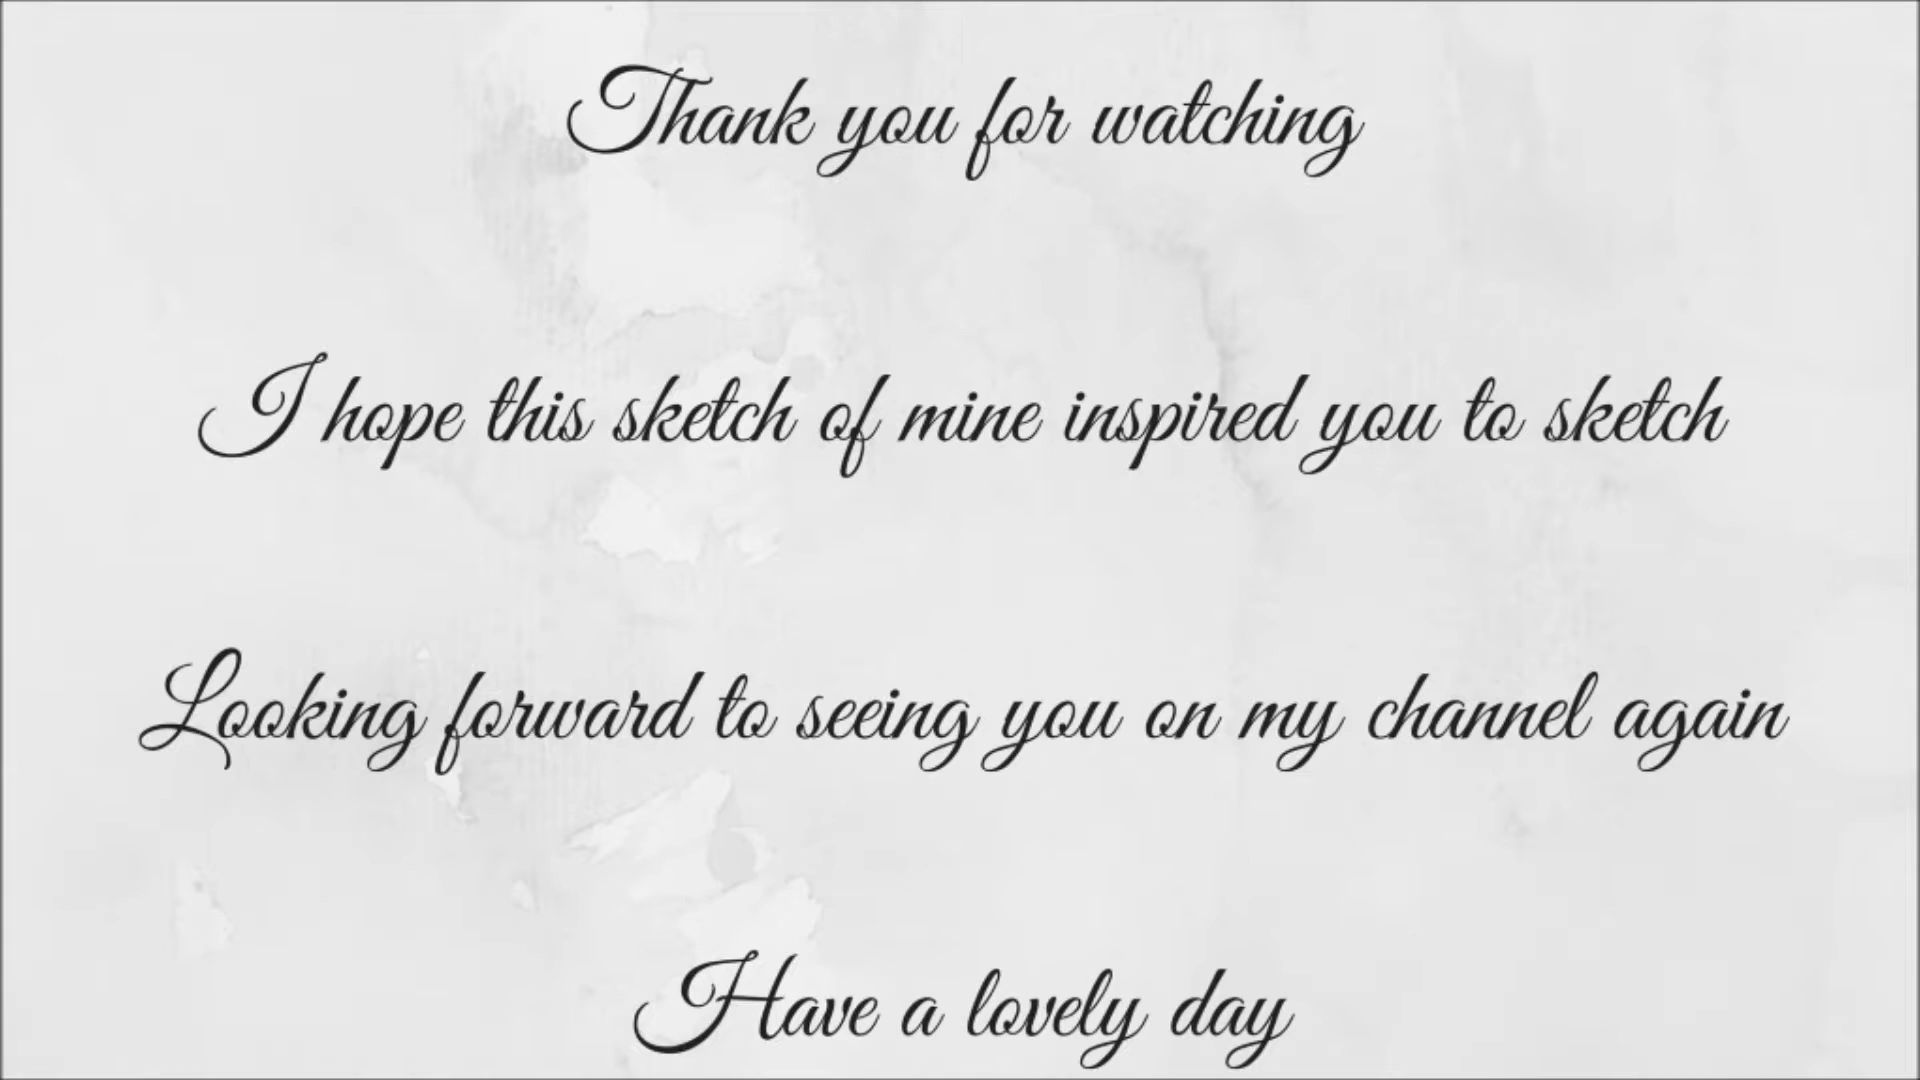 Thank you for watching
I hope this sketch of mine inspired you to sketch
Looking forward to seeing you on my channel again
Have a lovely day